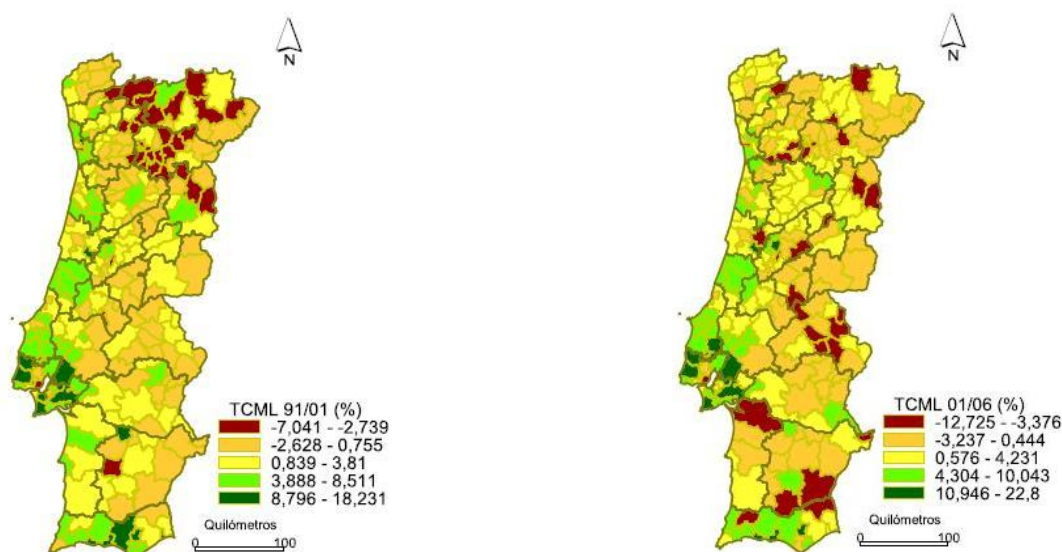 N
TCML 91/01 (%)
-7,041 - -2,739
-2,628 - 0,755
0,839 - 3,81
3,888 - 8,511
8,796 - 18,231
Quilómetros
0 100
N
TCML 01/06 (%)
-12,725 - -3,376
-3,237 - 0,444
0,576 - 4,231
4,304 - 10,043
10,946 - 22,8
Quilómetros
0 100